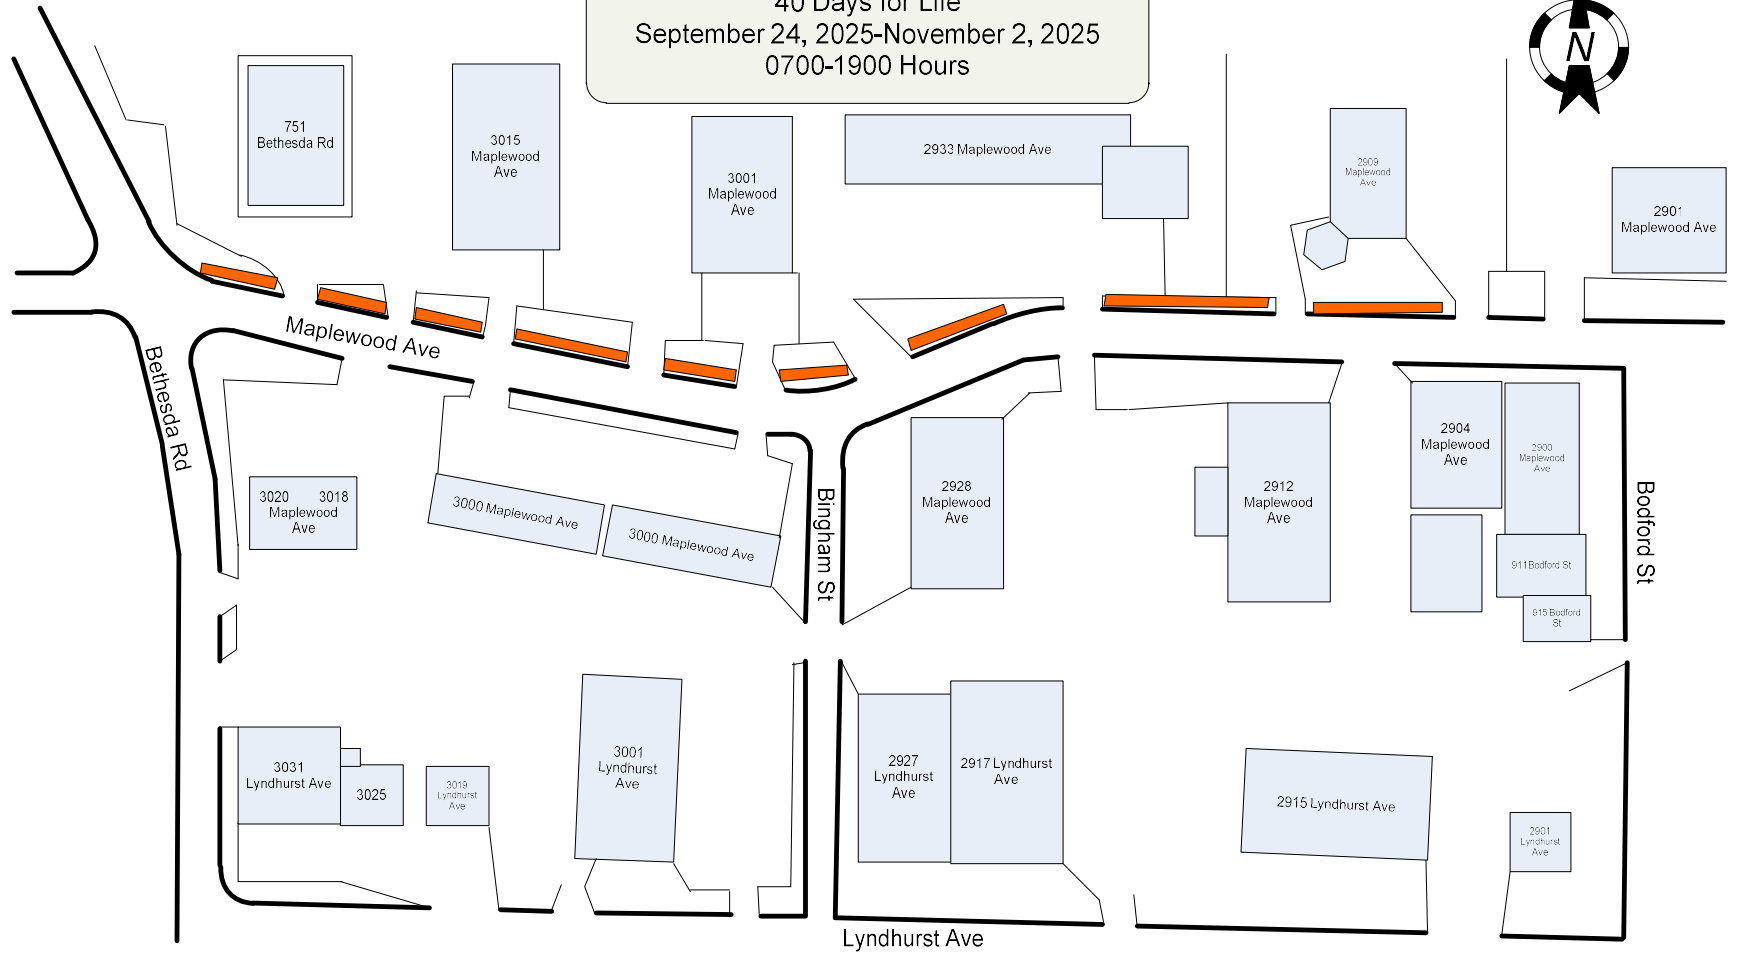 40 Days for Life
September 24, 2025-November 2, 2025
0700-1900 Hours
N
751
Bethesda Rd
3015
Maplewood
Ave
3001
Maplewood
Ave
2933 Maplewood Ave
2909
Maplewood
Ave
2901
Maplewood Ave
Maplewood Ave
Bethesda Rd
3020 3018
Maplewood
Ave
3000 Maplewood Ave
3000 Maplewood Ave
Bingham St
2928
Maplewood
Ave
2912
Maplewood
Ave
2904
Maplewood
Ave
2900
Maplewood
Ave
911Bodford St
915 Bodford
St
Bodford St
3031
Lyndhurst Ave
3025
3019
Lyndhurst
Ave
3001
Lyndhurst
Ave
2927
Lyndhurst
Ave
2917 Lyndhurst
Ave
2915 Lyndhurst Ave
2901
Lyndhurst
Ave
Lyndhurst Ave